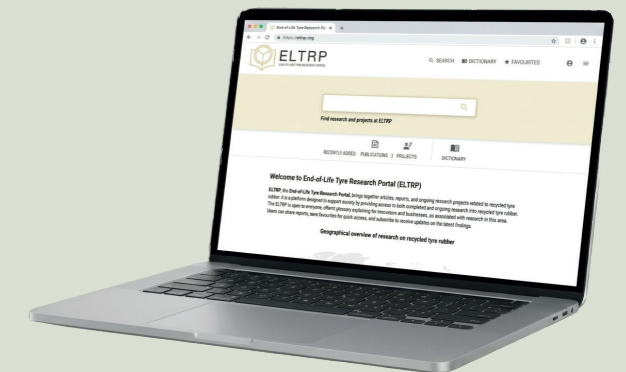 End-of-Life Tyre Research Por
https://eltrp.org
ELTRP
END-OF-LIFE TYRE RESEARCH PORTAL
SEARCH DICTIONARY FAVOURITES
Find research and projects at ELTRP
RECENTLY ADDED: PUBLICATIONS | PROJECTS DICTIONARY
Welcome to End-of-Life Tyre Research Portal (ELTRP)
ELTRP, the End-of-Life Tyre Research Portal, brings together articles, reports, and ongoing research projects related to recycled tyre
rubber. It is a platform designed to support society by providing access to both completed and ongoing research into recycled tyre rubber.
The ELTRP is open to everyone, offering glossary explaining for innovators and businesses, as associated with research in this area.
Users can share reports, save favourites for quick access, and subscribe to receive updates on the latest findings.
Geographical overview of research on recycled tyre rubber